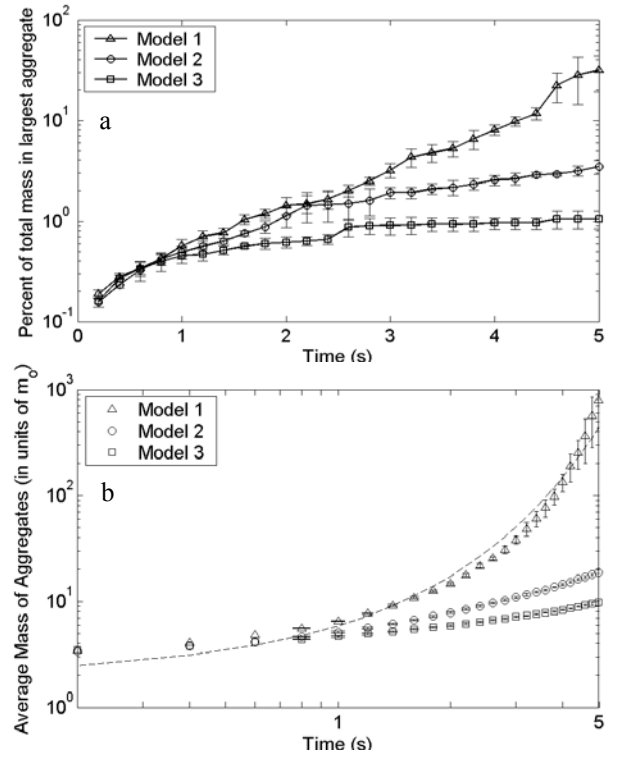 10^2
Model 1
Model 2
Model 3
a
10^1
10^0
10^-1
Percent of total mass in largest aggregate
0 1 2 3 4 5
Time (s)
10^3
Model 1
Model 2
Model 3
b
10^2
10^1
10^0
Average Mass of Aggregates (in units of m_o)
1 5
Time (s)